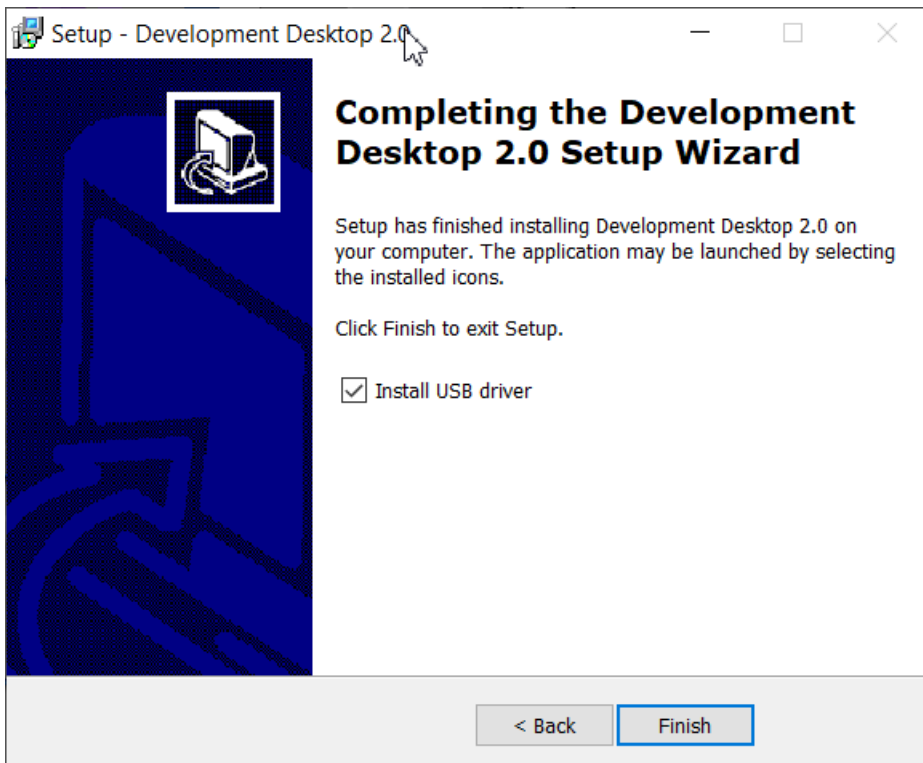 Setup - Development Desktop 2.0
Completing the Development
Desktop 2.0 Setup Wizard
Setup has finished installing Development Desktop 2.0 on
your computer. The application may be launched by selecting
the installed icons.
Click Finish to exit Setup.
Install USB driver
< Back
Finish